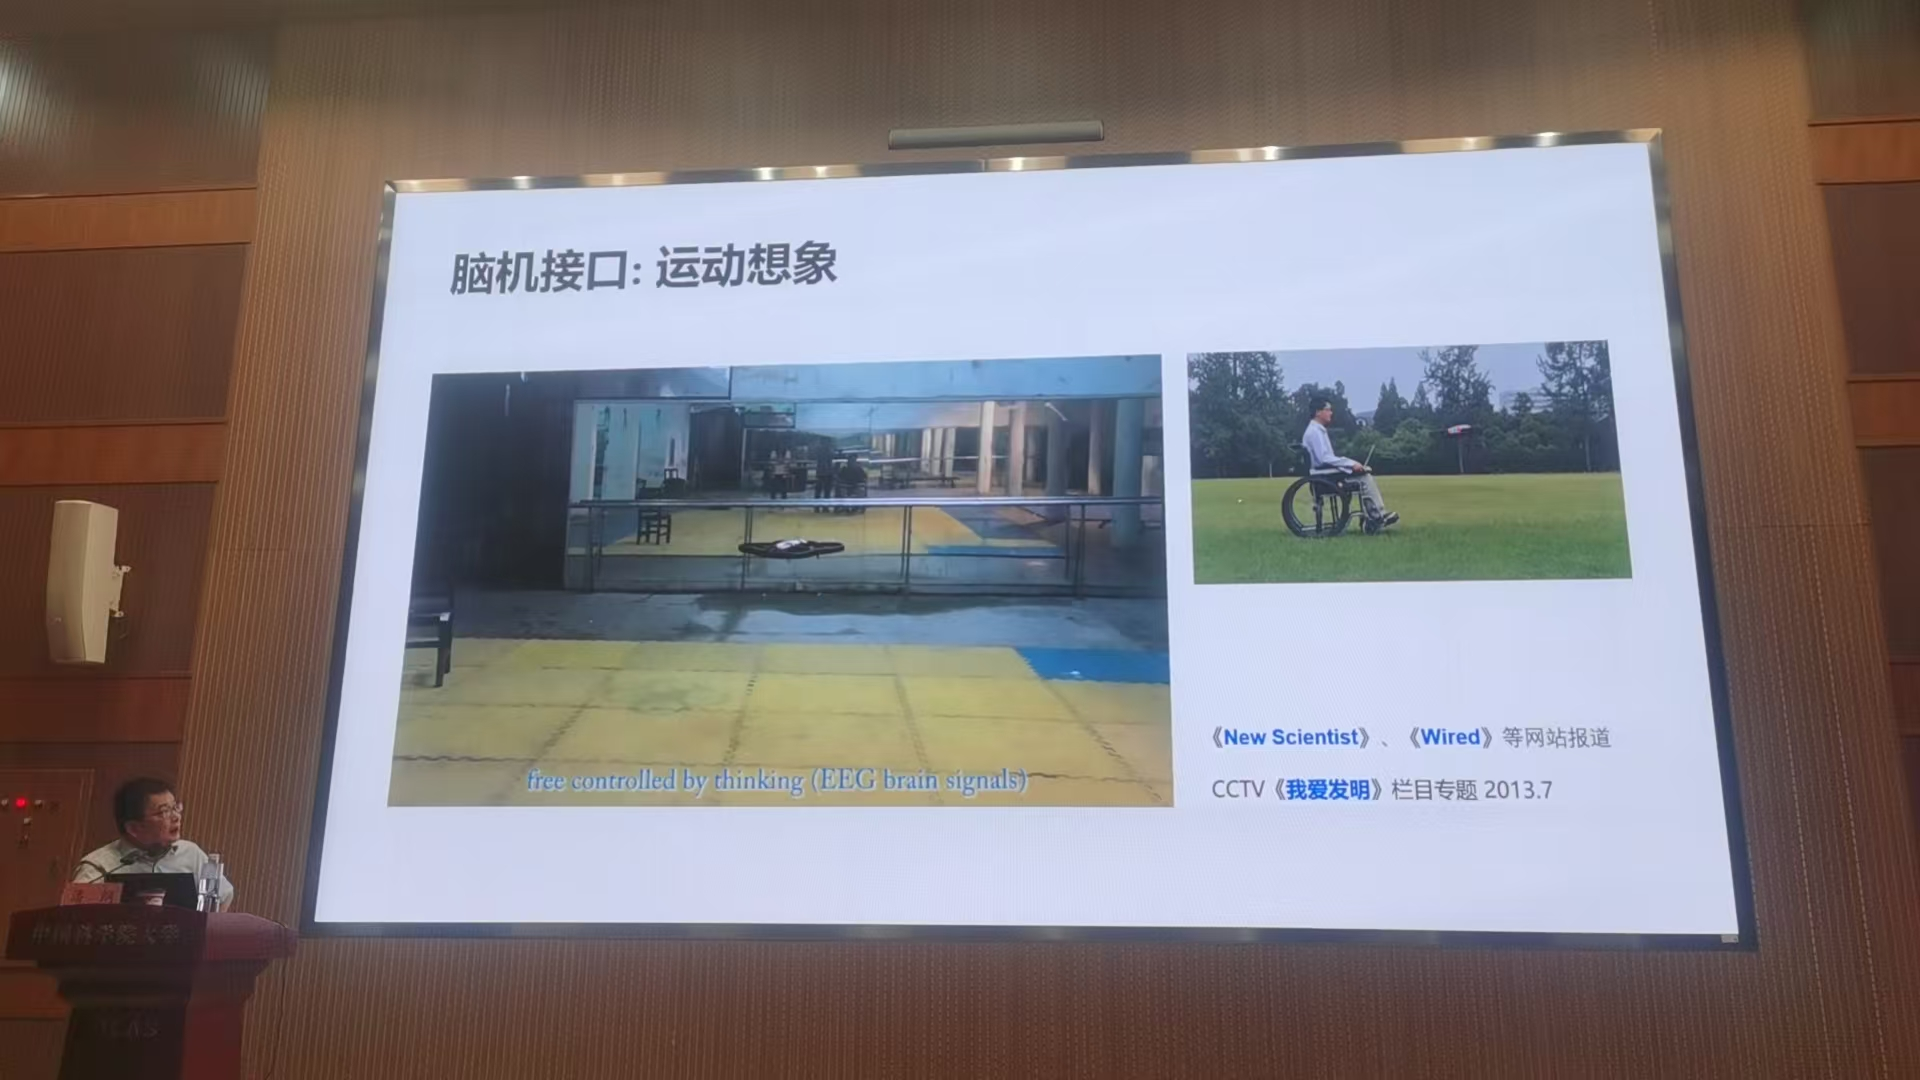 脑机接口: 运动想象
free controlled by thinking (EEG brain signals)
《New Scientist》、《Wired》等网站报道
CCTV《我爱发明》栏目专题 2013.7
中国科学院大学
UCAS